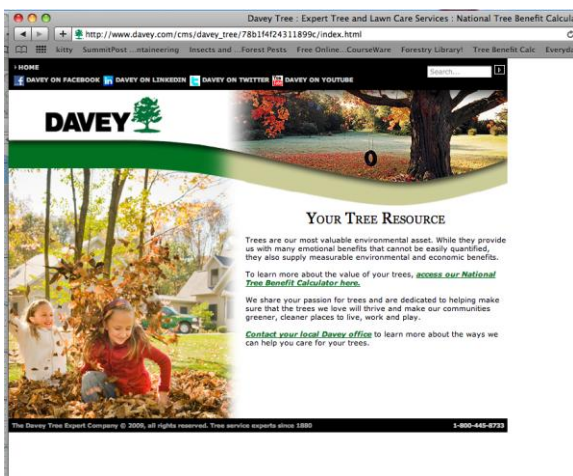 Davey Tree : Expert Tree and Lawn Care Services : National Tree Benefit Calcula
http://www.davey.com/cms/davey_tree/78b1f4f24311899c/index.html
kitty SummitPost ...ntaineering Insects and ...Forest Pests Free Online...CourseWare Forestry Library! Tree Benefit Calc Everyda
HOME
DAVEY ON FACEBOOK in DAVEY ON LINKEDIN t DAVEY ON TWITTER You Tube DAVEY ON YOUTUBE
Search...
DAVEY
YOUR TREE RESOURCE
Trees are our most valuable environmental asset. While they provide
us with many emotional benefits that cannot be easily quantified,
they also supply measurable environmental and economic benefits.
To learn more about the value of your trees, access our National
Tree Benefit Calculator here.
We share your passion for trees and are dedicated to helping make
sure that the trees we love will thrive and make our communities
greener, cleaner places to live, work and play.
Contact your local Davey office to learn more about the ways we
can help you care for your trees.
The Davey Tree Expert Company © 2009, all rights reserved. Tree service experts since 1880 1-800-445-8733